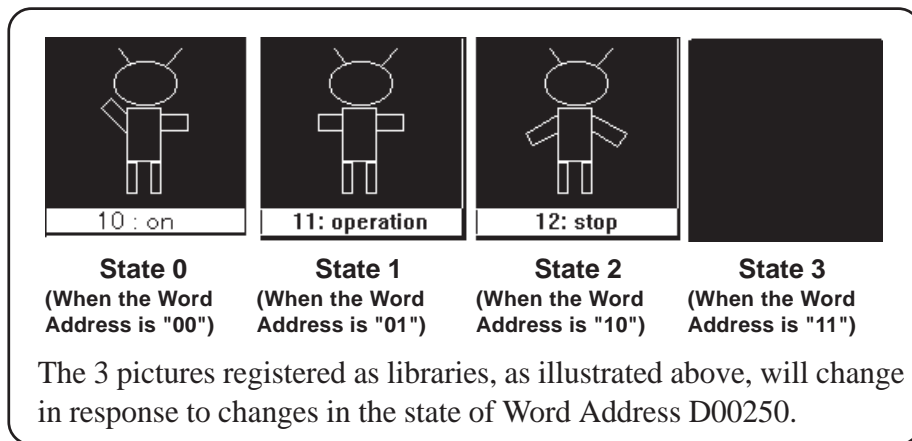 10 : on
11: operation
12: stop
State 0
(When the Word
Address is "00")
State 1
(When the Word
Address is "01")
State 2
(When the Word
Address is "10")
State 3
(When the Word
Address is "11")
The 3 pictures registered as libraries, as illustrated above, will change
in response to changes in the state of Word Address D00250.